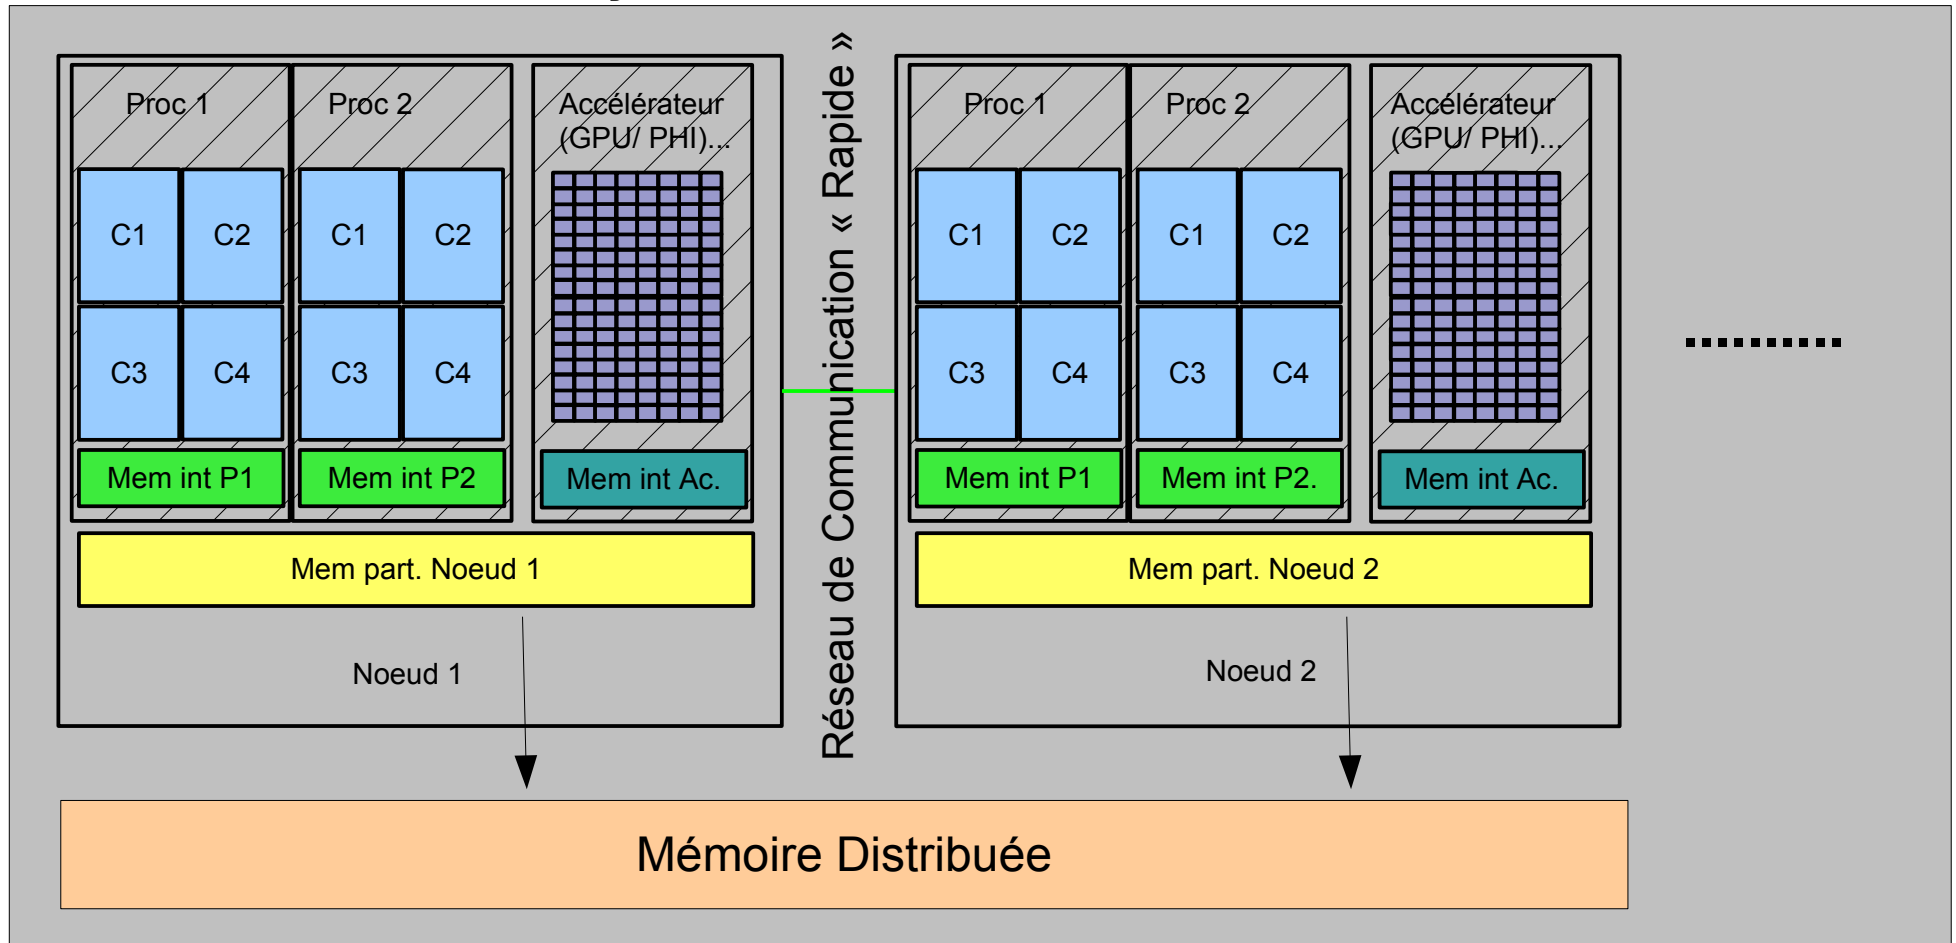 Proc 1
Proc 2
Accélérateur
(GPU/ PHI)...
C1
C2
C1
C2
C3
C4
C3
C4
Mem int P1
Mem int P2
Mem int Ac.
Mem part. Noeud 1
Noeud 1
Réseau de Communication « Rapide »
Proc 1
Proc 2
Accélérateur
(GPU/ PHI)...
C1
C2
C1
C2
C3
C4
C3
C4
Mem int P1
Mem int P2.
Mem int Ac.
Mem part. Noeud 2
Noeud 2
Mémoire Distribuée